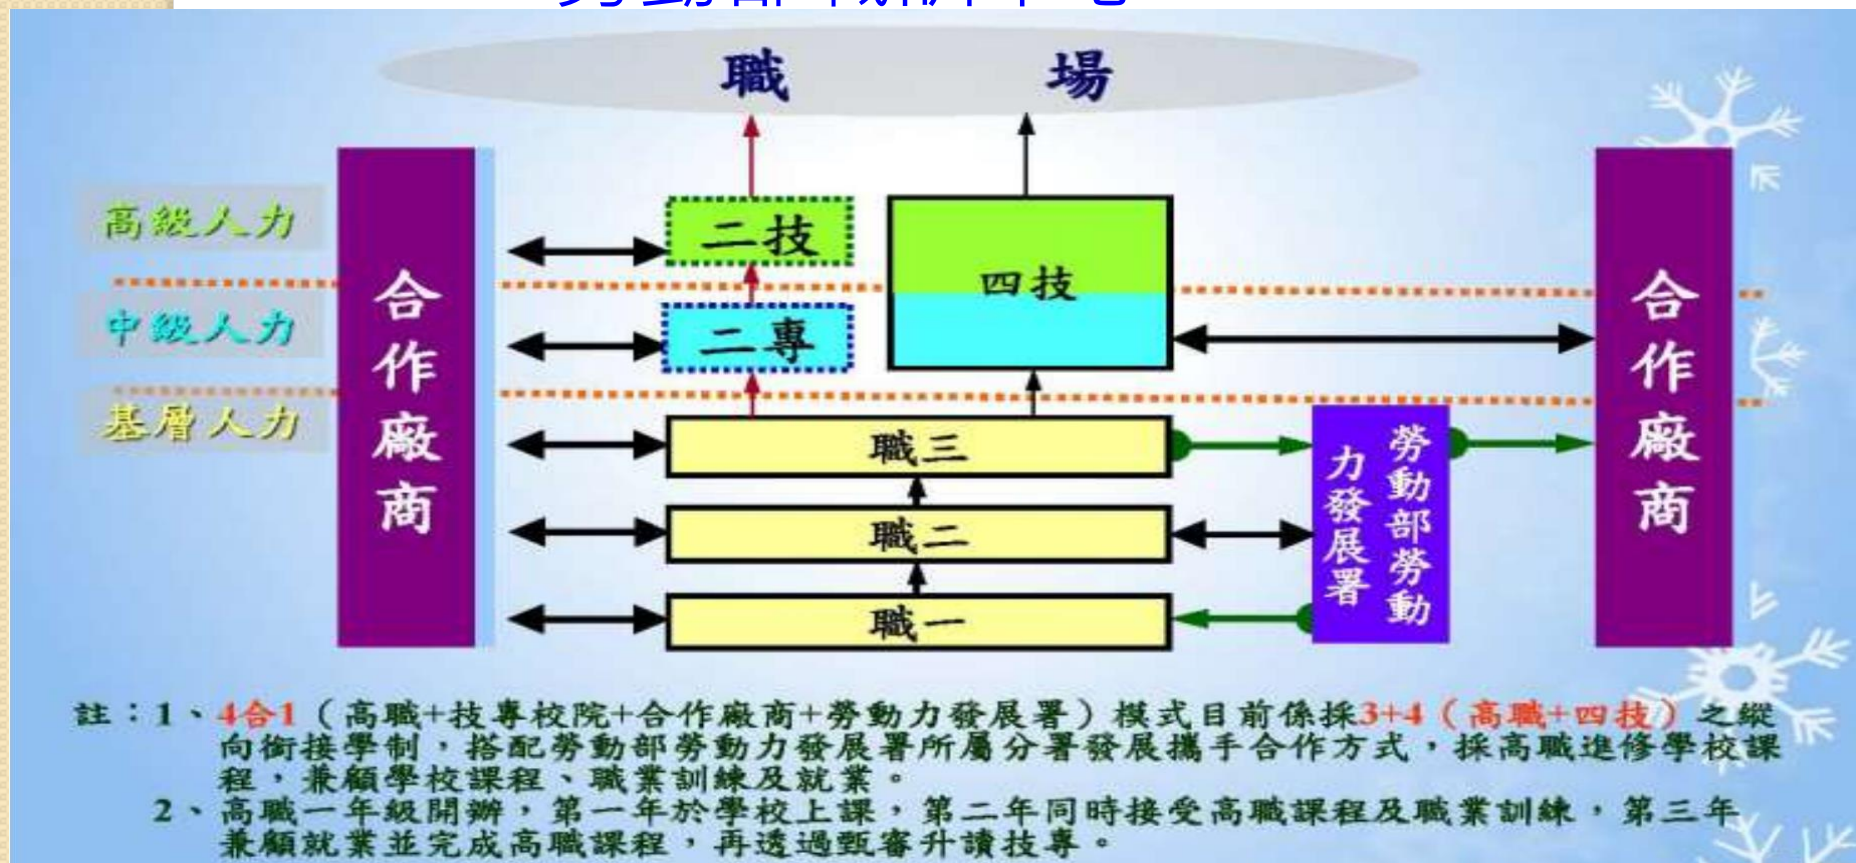 職 場
高級人力
中級人力
基層人力
合作廠商
二技
二專
四技
職三
職二
職一
勞動部勞動
力發展署
合作廠商
註：1、4合1（高職+技專校院+合作廠商+勞動力發展署）模式目前係採3+4（高職+四技）之縱
向銜接學制，搭配勞動部勞動力發展署所屬分署發展攜手合作方式，採高職進修學校課
程，兼顧學校課程、職業訓練及就業。
2、高職一年級開辦，第一年於學校上課，第二年同時接受高職課程及職業訓練，第三年
兼顧就業並完成高職課程，再透過甄審升讀技專。